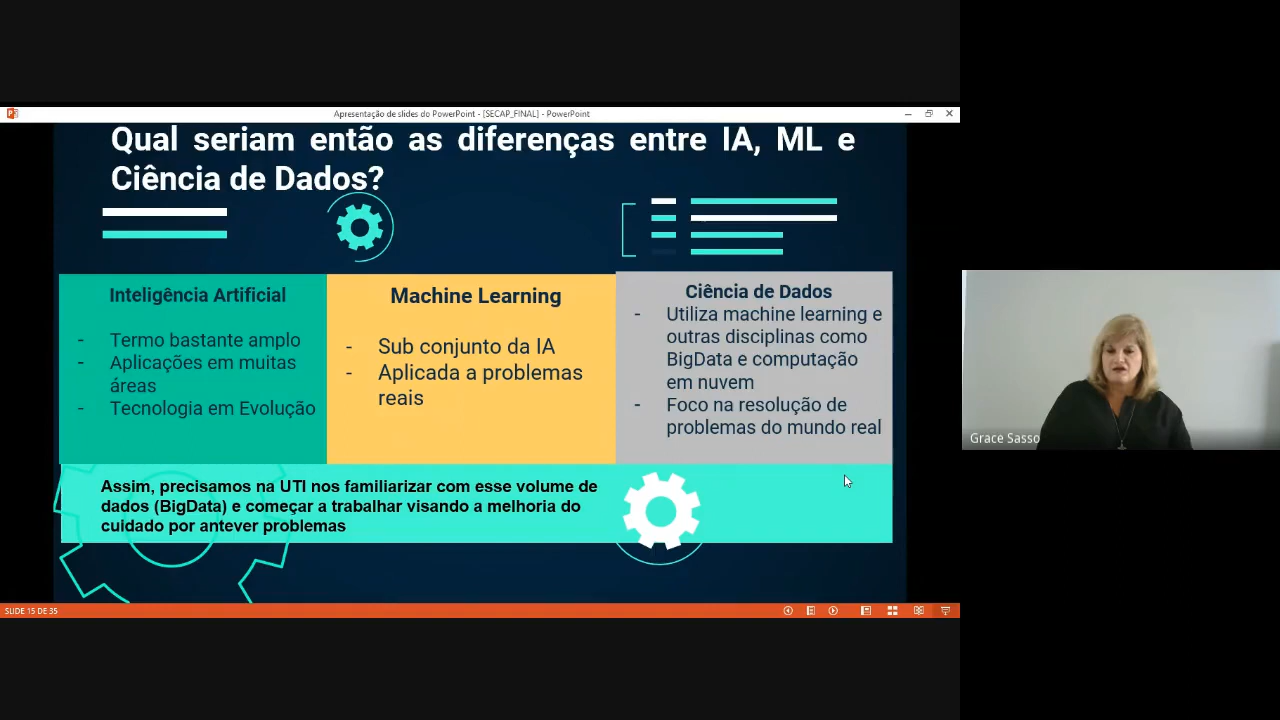 Apresentação de slides do PowerPoint - [SECAP_FINAL] - PowerPoint
Qual seriam então as diferenças entre IA, ML e
Ciência de Dados?
Inteligência Artificial
- Termo bastante amplo
- Aplicações em muitas
áreas
- Tecnologia em Evolução
Machine Learning
- Sub conjunto da IA
- Aplicada a problemas
reais
Ciência de Dados
- Utiliza machine learning e
outras disciplinas como
BigData e computação
em nuvem
- Foco na resolução de
problemas do mundo real
Assim, precisamos na UTI nos familiarizar com esse volume de
dados (BigData) e começar a trabalhar visando a melhoria do
cuidado por antever problemas
Grace Sasso
SLIDE 15 DE 35